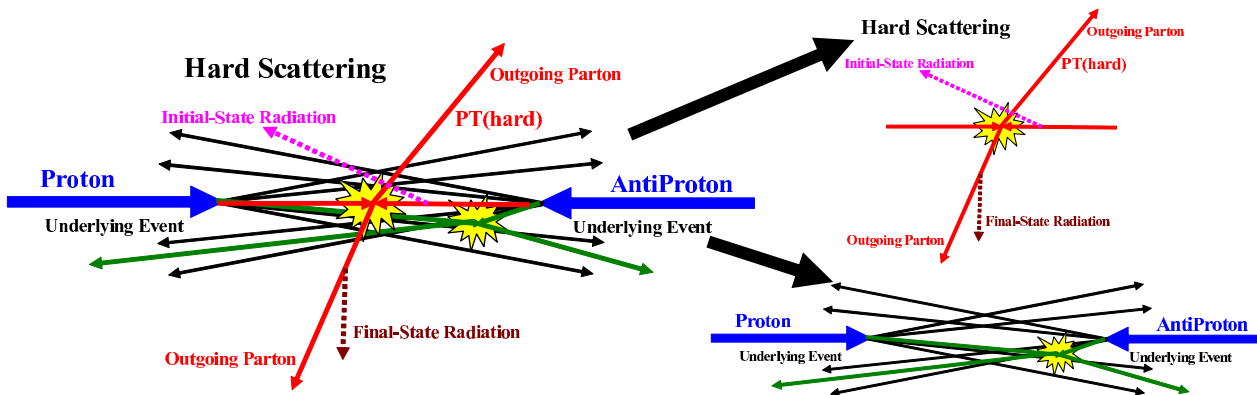 Hard Scattering
Outgoing Parton
Initial-State Radiation
PT(hard)
Proton
AntiProton
Underlying Event
Underlying Event
Final-State Radiation
Outgoing Parton
Hard Scattering
Outgoing Parton
Initial-State Radiation
PT(hard)
Final-State Radiation
Outgoing Parton
Proton
AntiProton
Underlying Event
Underlying Event